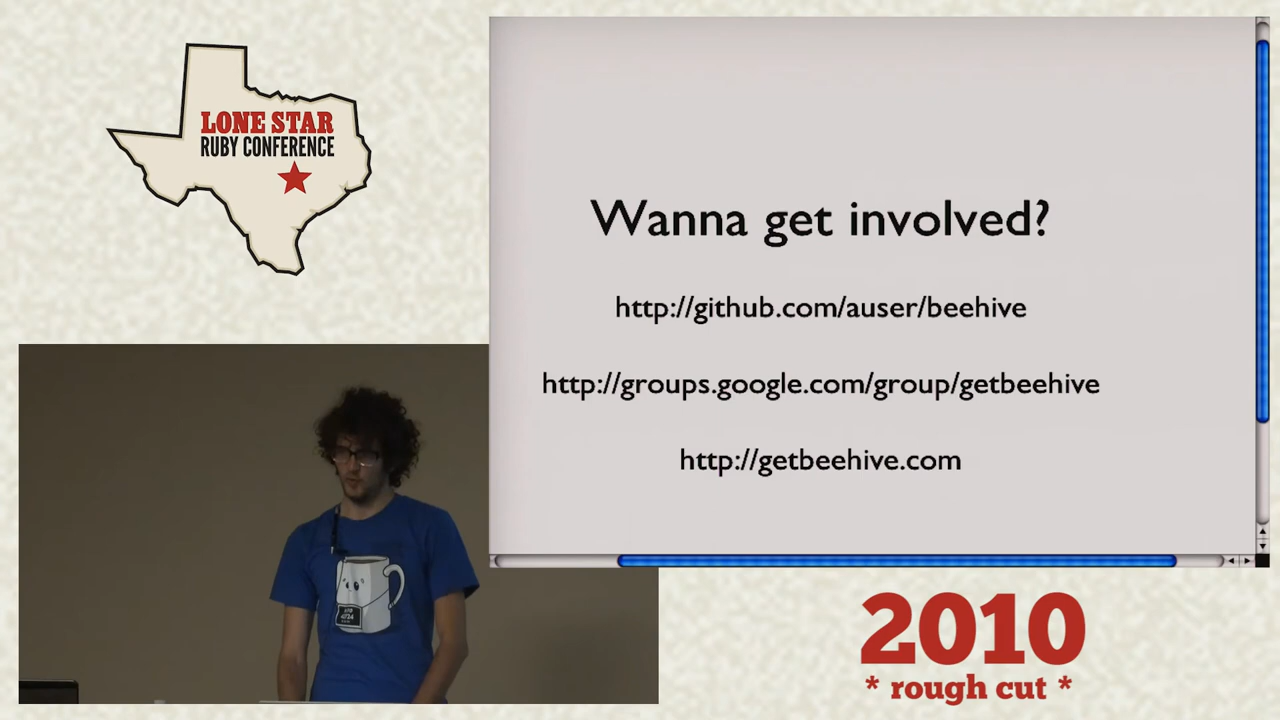 LONE STAR
RUBY CONFERENCE
Wanna get involved?
http://github.com/auser/beehive
http://groups.google.com/group/getbeehive
http://getbeehive.com
2010
* rough cut *